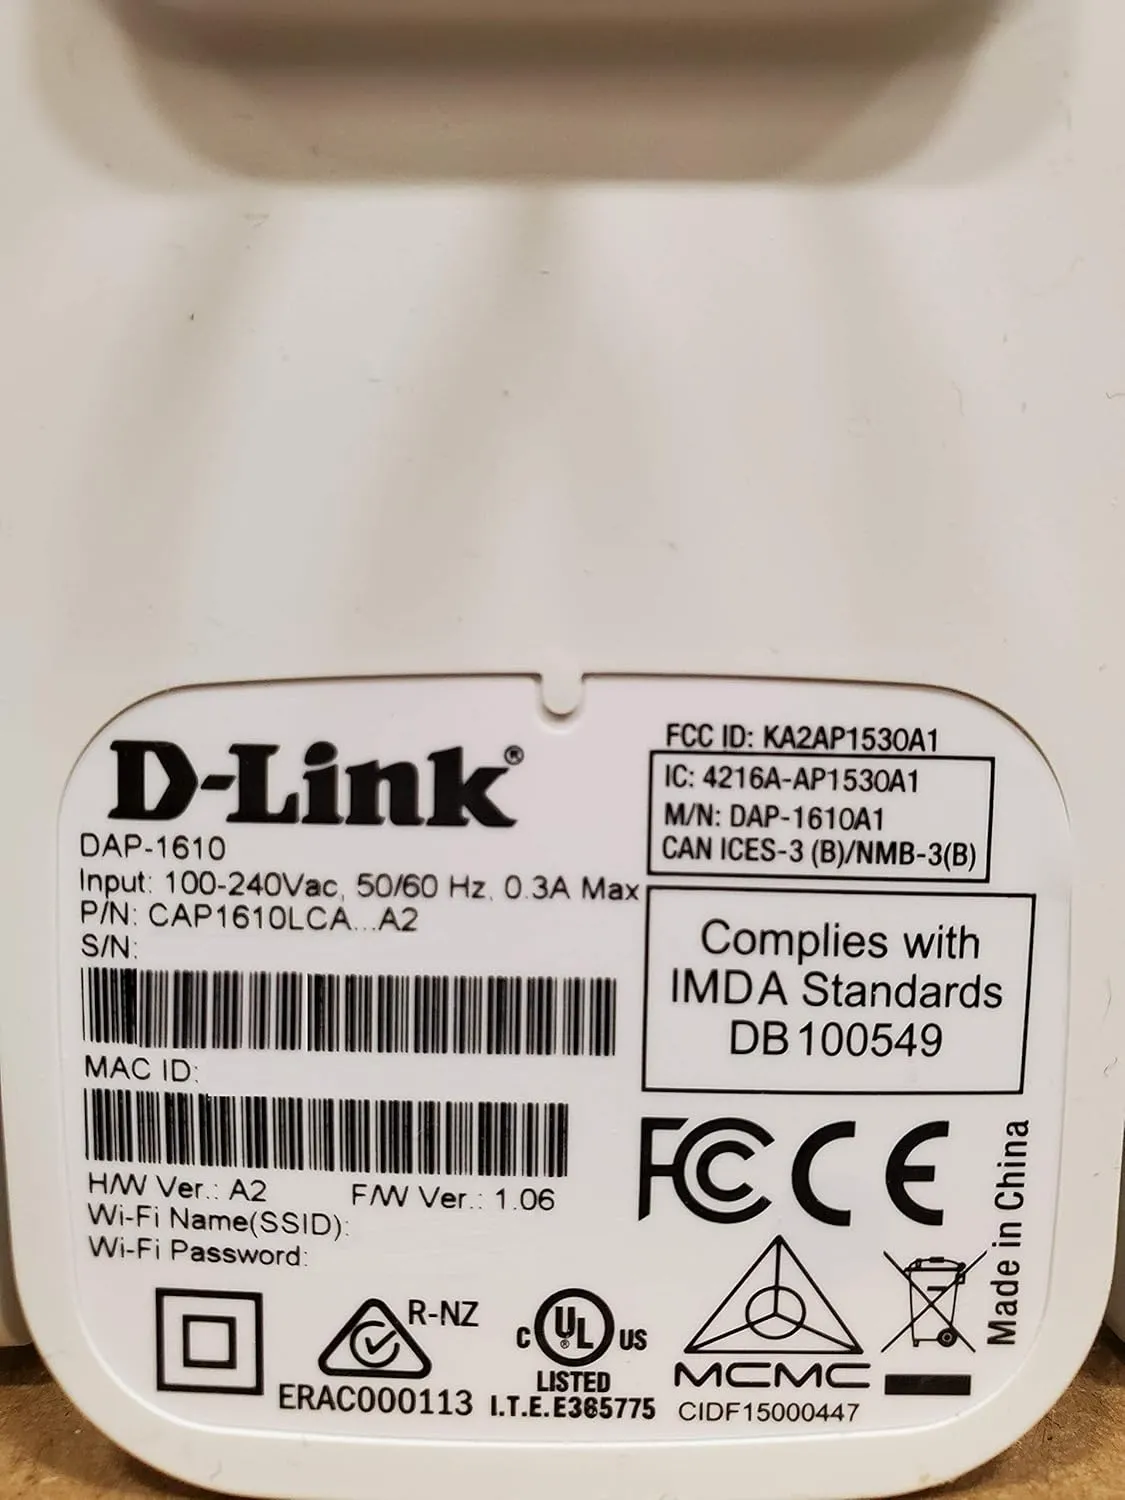 D-Link®
DAP-1610
Input: 100-240Vac, 50/60 Hz, 0.3A Max
P/N: CAP1610LCA...A2
S/N:
MAC ID:
H/W Ver.: A2 F/W Ver.: 1.06
Wi-Fi Name(SSID):
Wi-Fi Password:
FCC ID: KA2AP1530A1
IC: 4216A-AP1530A1
M/N: DAP-1610A1
CAN ICES-3 (B)/NMB-3(B)
Complies with
IMDA Standards
DB100549
FC CE
Made in China
R-NZ
ERAC000113
C UL® US
LISTED
I.T.E. E365775
MCMC
CIDF15000447